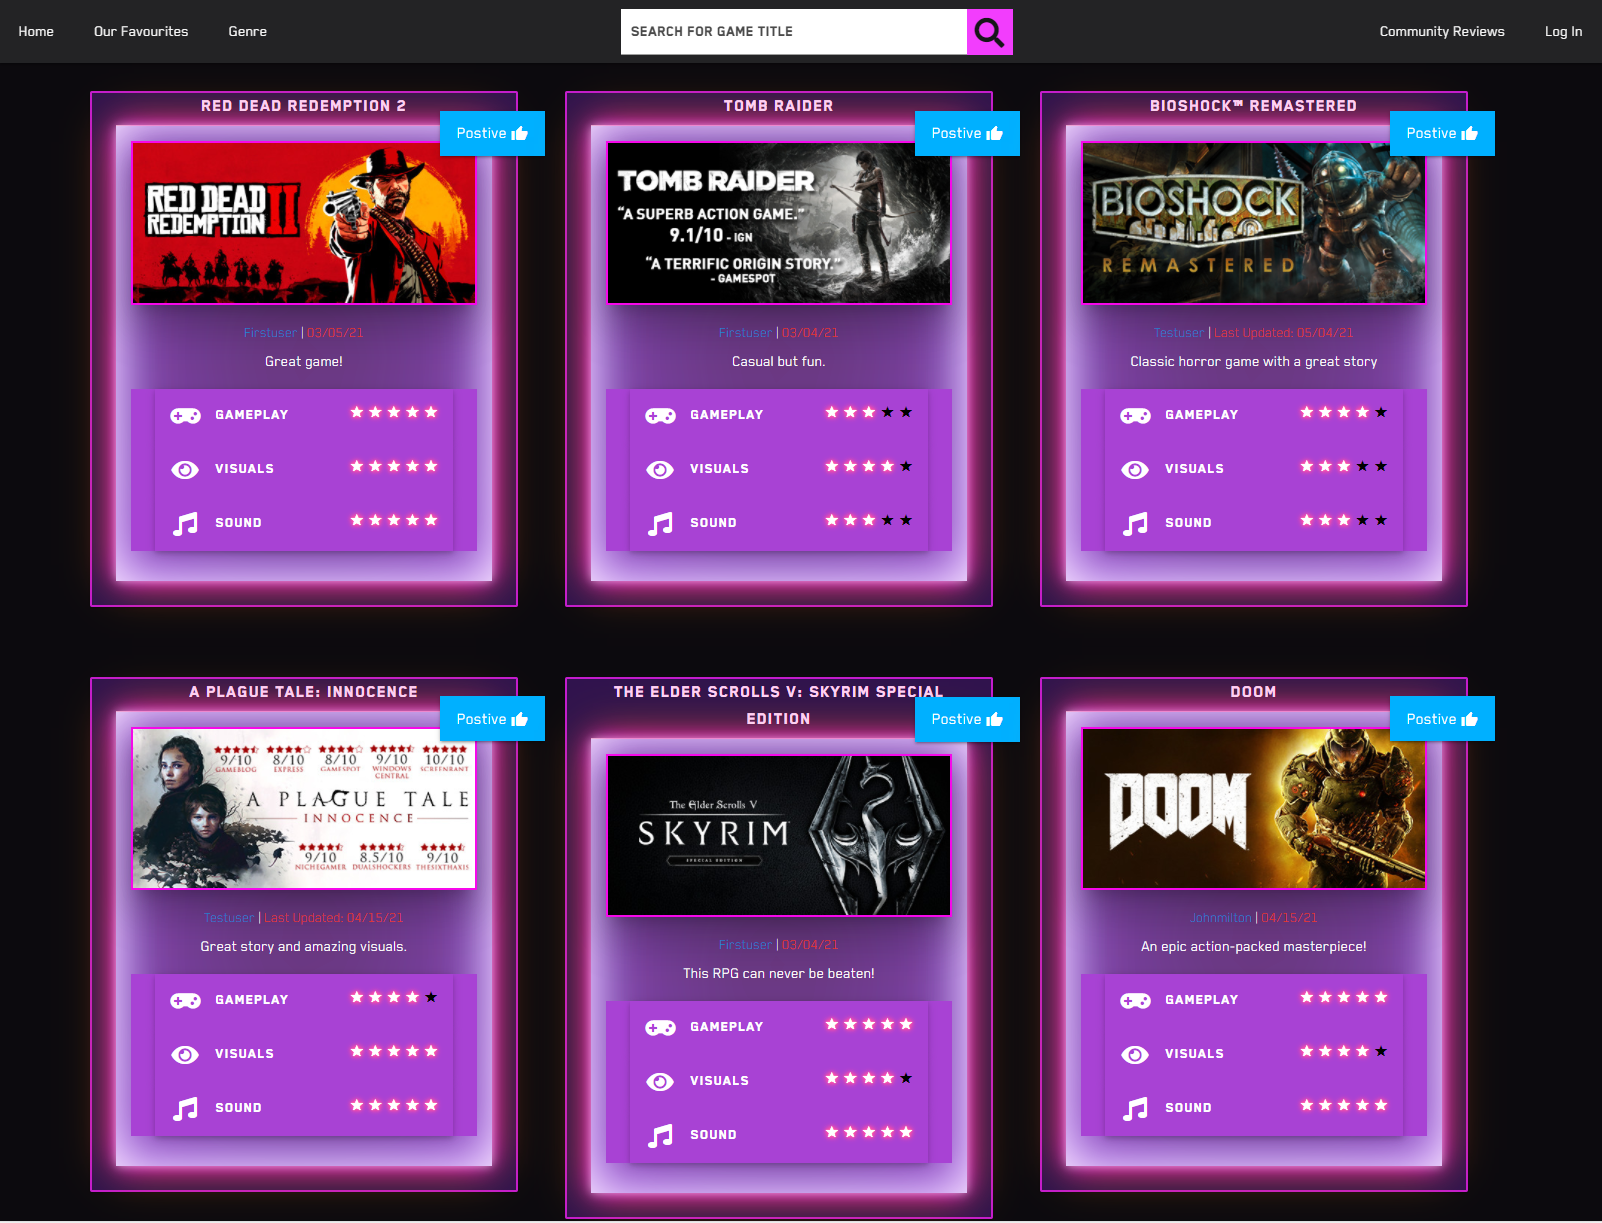 Home Our Favourites Genre SEARCH FOR GAME TITLE Community Reviews Log In
RED DEAD REDEMPTION 2
Postive
RED DEAD
REDEMPTION II
Firstuser | 03/05/21
Great game!
GAMEPLAY
VISUALS
SOUND
TOMB RAIDER
Postive
TOMB RAIDER
“A SUPERB ACTION GAME.”
9.1/10 - IGN
“A TERRIFIC ORIGIN STORY.”
- GAMESPOT
Firstuser | 03/04/21
Casual but fun.
GAMEPLAY
VISUALS
SOUND
BIOSHOCK™ REMASTERED
Postive
BIOSHOCK
REMASTERED
Testuser | Last Updated: 05/04/21
Classic horror game with a great story
GAMEPLAY
VISUALS
SOUND
A PLAGUE TALE: INNOCENCE
Postive
9/10 8/10 8/10 9/10 10/10
GAMEBLOG EXPRESS GAMESPOT WINDOWS CENTRAL SCREENRANT
A PLAGUE TALE
INNOCENCE
9/10 8.5/10 9/10
NICHEGAMER DUALSHOCKERS THESIXTHAXIS
Testuser | Last Updated: 04/15/21
Great story and amazing visuals.
GAMEPLAY
VISUALS
SOUND
THE ELDER SCROLLS V: SKYRIM SPECIAL
EDITION
Postive
The Elder Scrolls V
SKYRIM
SPECIAL EDITION
Firstuser | 03/04/21
This RPG can never be beaten!
GAMEPLAY
VISUALS
SOUND
DOOM
Postive
DOOM
Johnmilton | 04/15/21
An epic action-packed masterpiece!
GAMEPLAY
VISUALS
SOUND